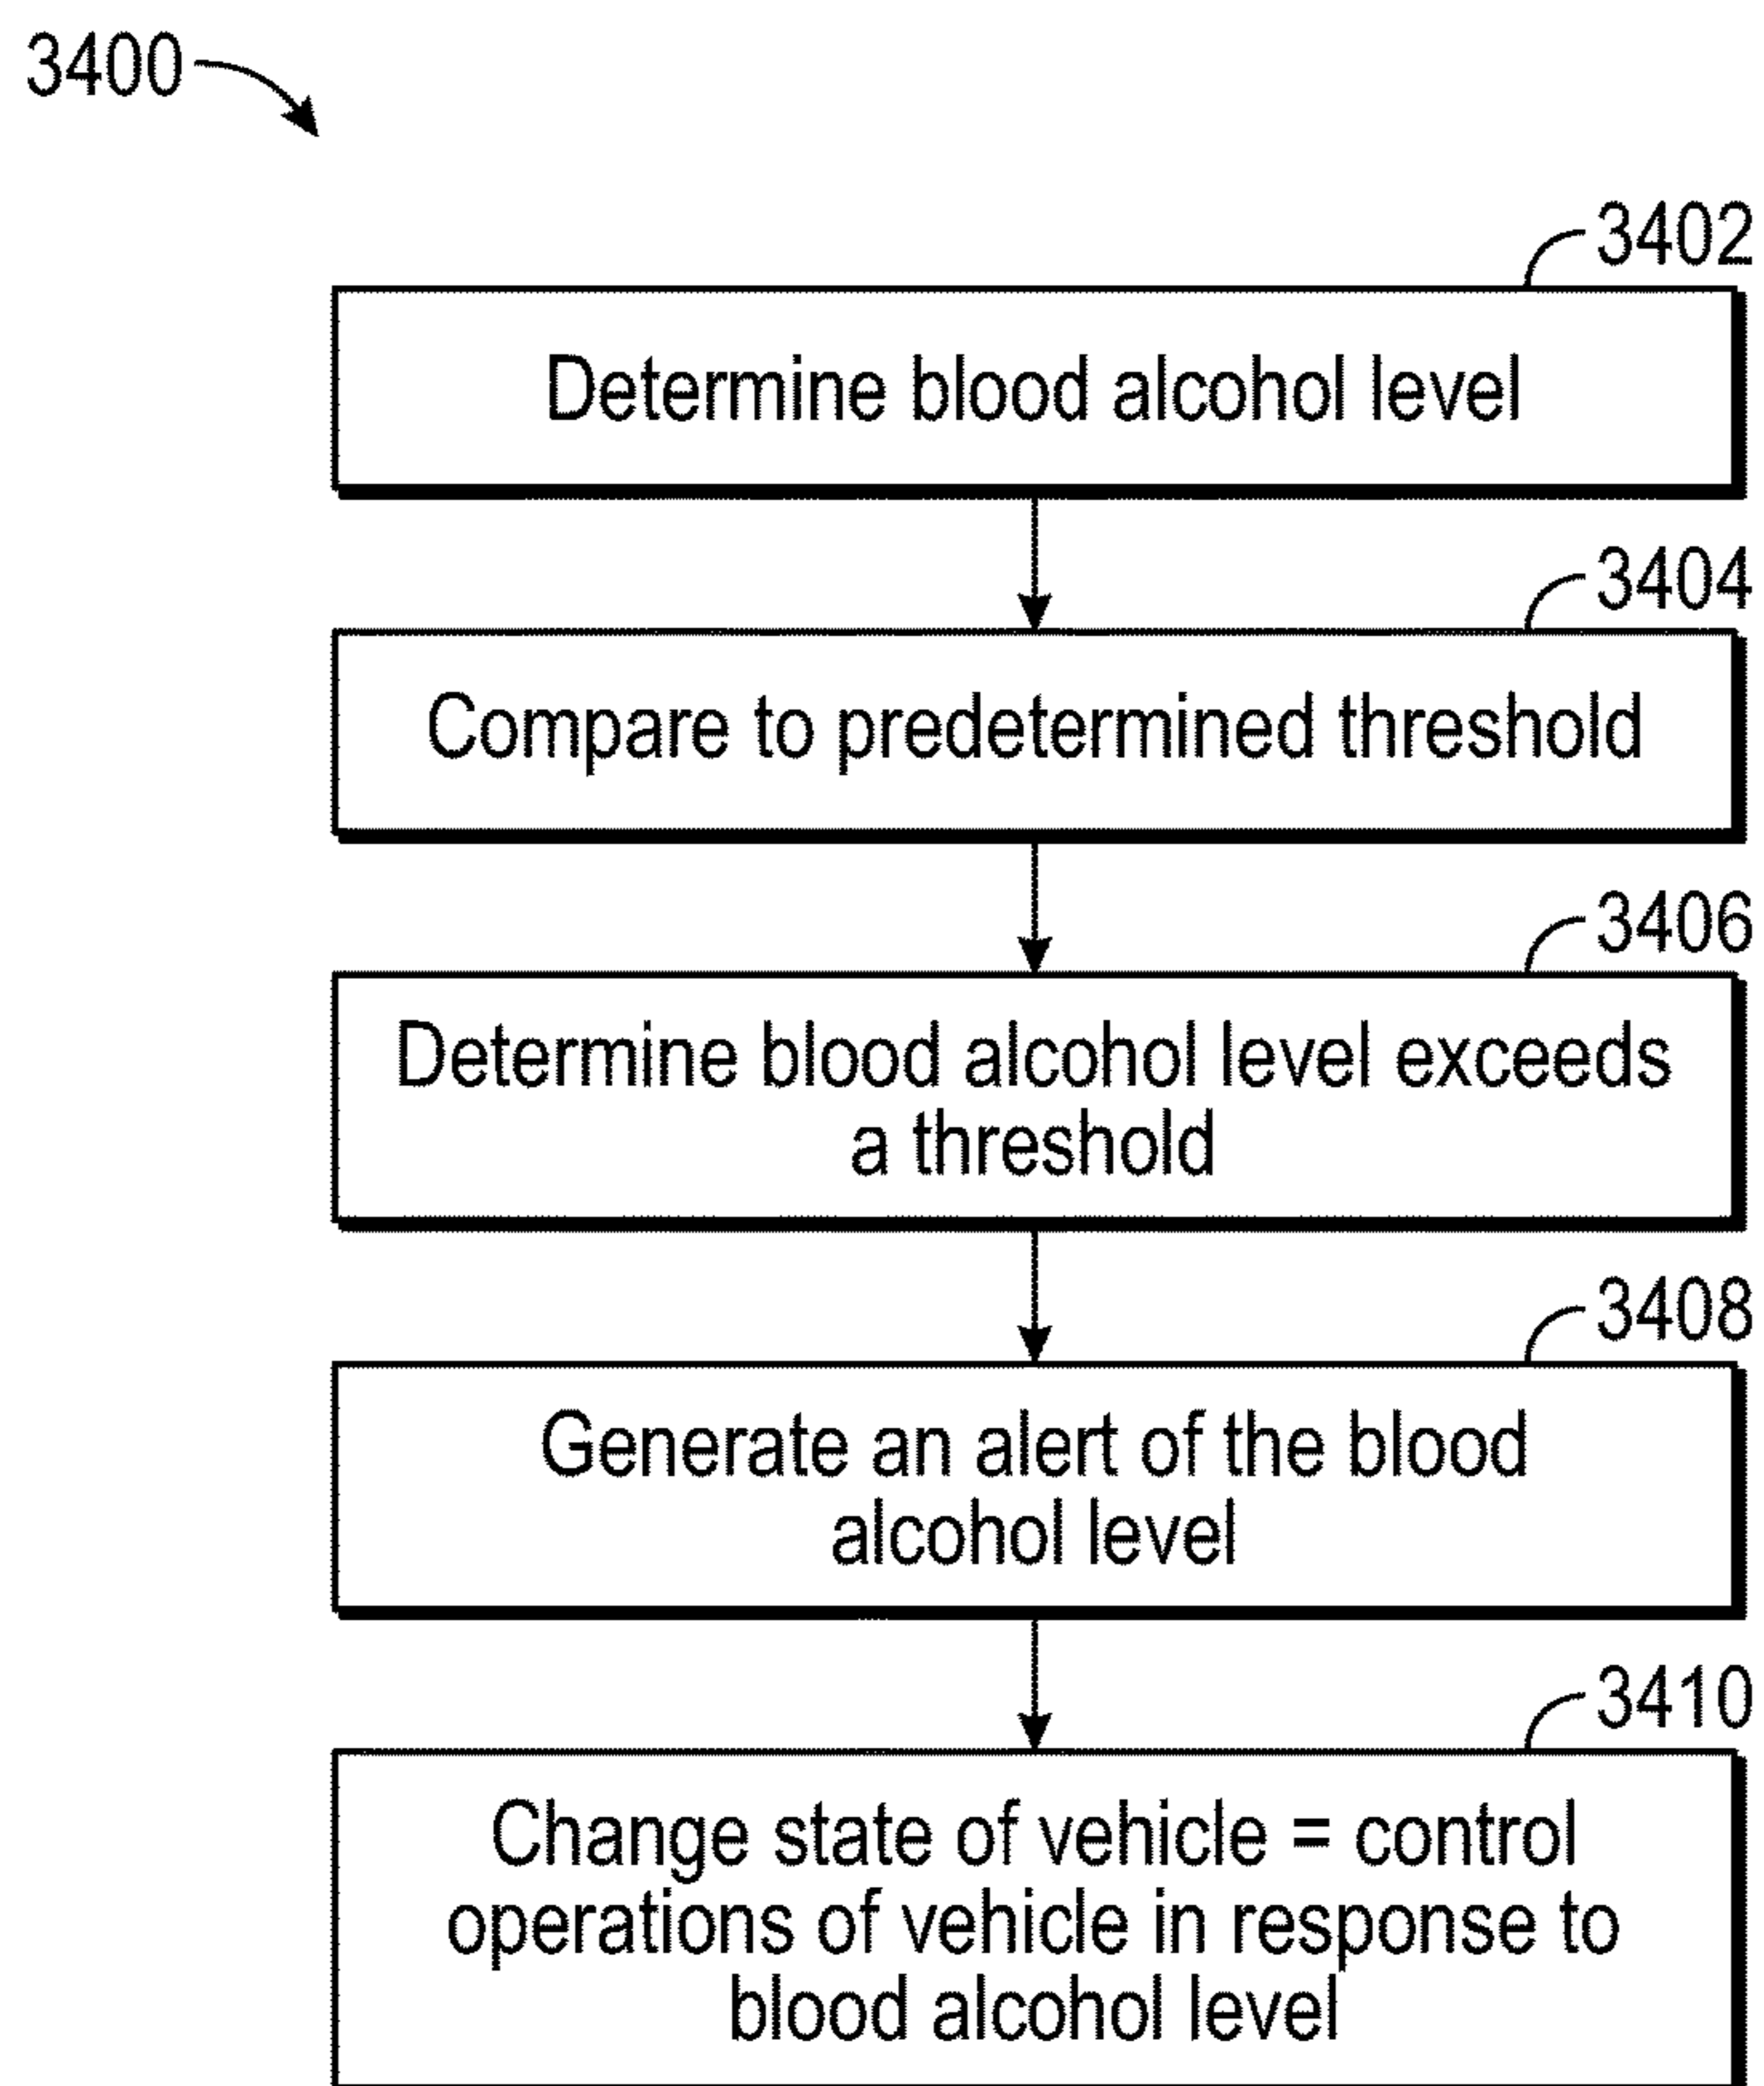 3400
3402
Determine blood alcohol level
3404
Compare to predetermined threshold
3406
Determine blood alcohol level exceeds
a threshold
3408
Generate an alert of the blood
alcohol level
3410
Change state of vehicle = control
operations of vehicle in response to
blood alcohol level